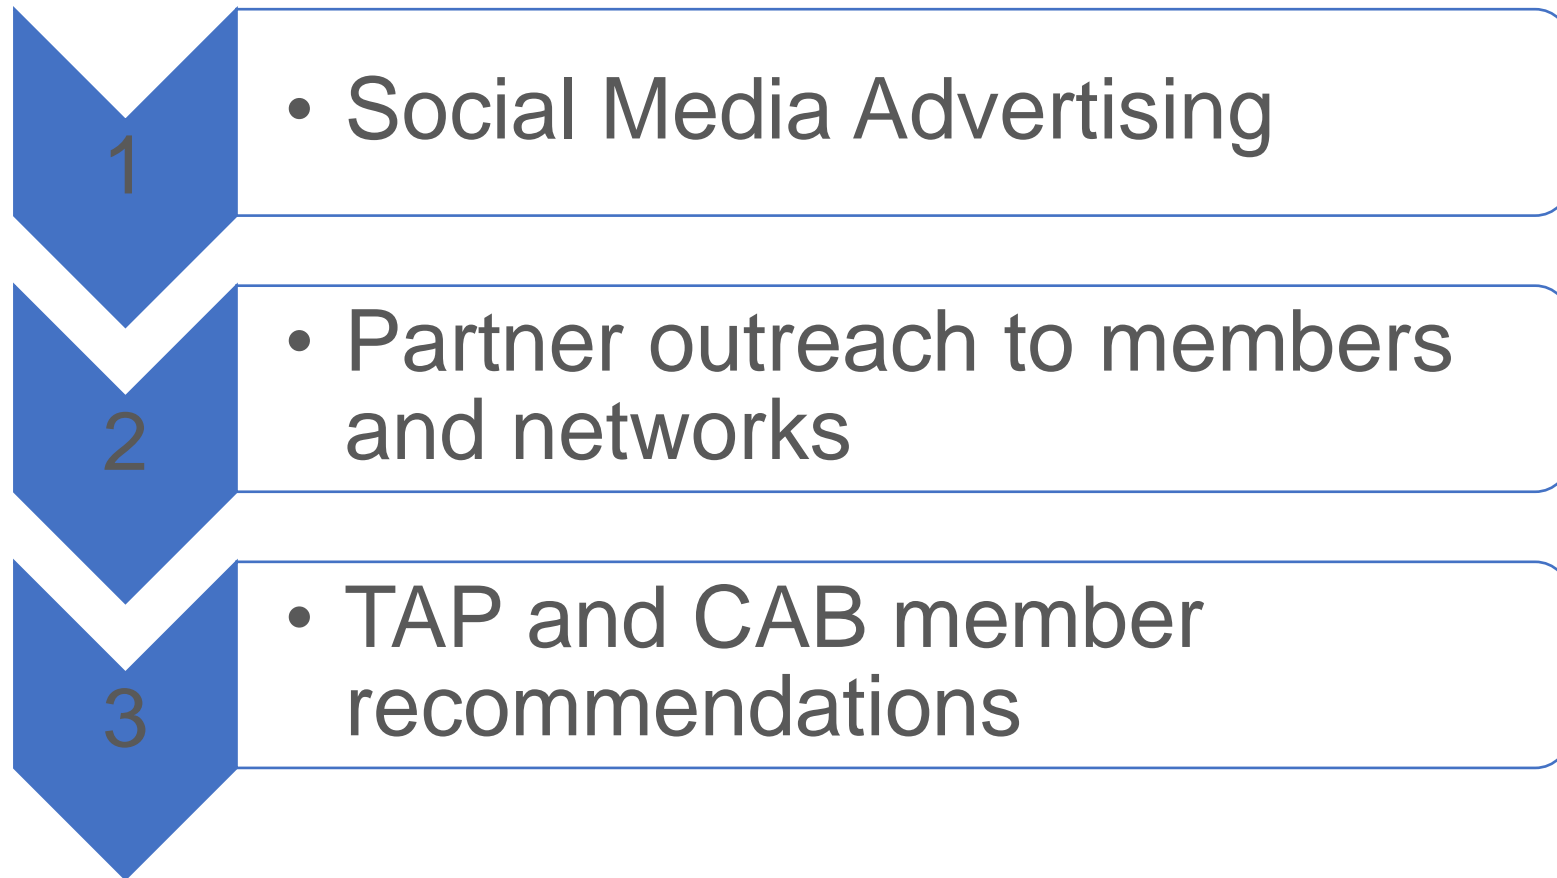 1
• Social Media Advertising
2
• Partner outreach to members
and networks
3
• TAP and CAB member
recommendations